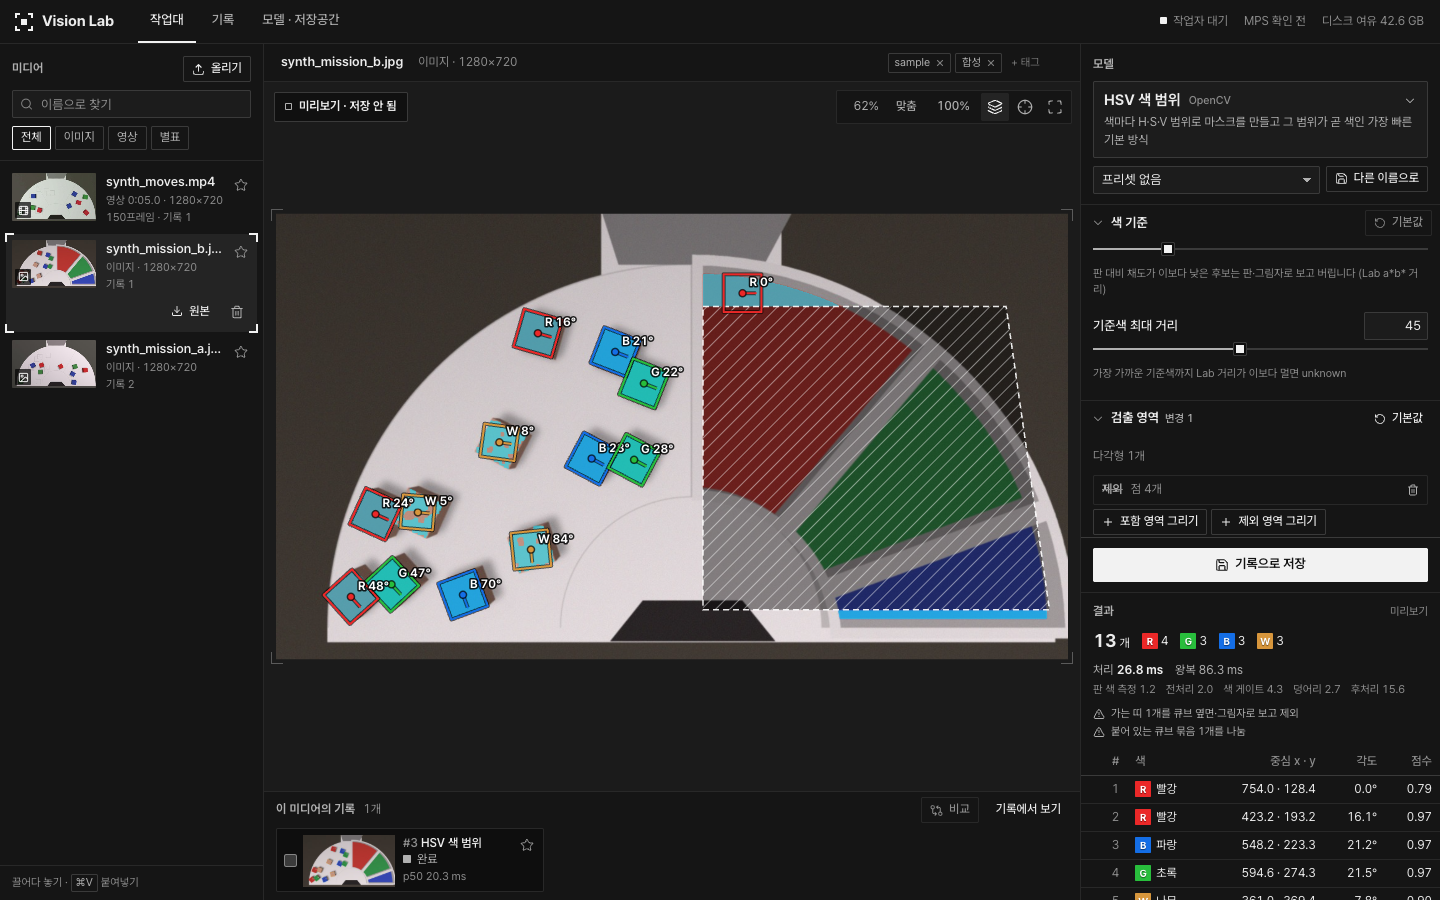 Vision Lab
작업대
기록
모델 · 저장공간
작업자 대기
MPS 확인 전
디스크 여유 42.6 GB
미디어
올리기
이름으로 찾기
전체
이미지
영상
별표
synth_moves.mp4
영상 0:05.0 · 1280×720
150프레임 · 기록 1
synth_mission_b.j...
이미지 · 1280×720
기록 1
원본
synth_mission_a.j...
이미지 · 1280×720
기록 2
끌어다 놓기 · ⌘V 붙여넣기
synth_mission_b.jpg 이미지 · 1280×720
sample ×
합성 ×
+ 태그
미리보기 · 저장 안 됨
62%
맞춤
100%
R 0°
R 16°
B 21°
G 22°
W 8°
B 23°
G 28°
R 24°
W 5°
W 84°
G 47°
R 48°
B 70°
이 미디어의 기록 1개
비교
기록에서 보기
#3 HSV 색 범위
완료
p50 20.3 ms
모델
HSV 색 범위 OpenCV
색마다 H·S·V 범위로 마스크를 만들고 그 범위가 곧 색인 가장 빠른
기본 방식
프리셋 없음
다른 이름으로
색 기준
기본값
판 대비 채도가 이보다 낮은 후보는 판·그림자로 보고 버립니다 (Lab a*b* 거
리)
기준색 최대 거리
45
가장 가까운 기준색까지 Lab 거리가 이보다 멀면 unknown
검출 영역 변경 1
기본값
다각형 1개
제외 점 4개
+ 포함 영역 그리기
+ 제외 영역 그리기
기록으로 저장
결과
미리보기
13 개 R 4 G 3 B 3 W 3
처리 26.8 ms 왕복 86.3 ms
판 색 측정 1.2 전처리 2.0 색 게이트 4.3 덩어리 2.7 후처리 15.6
가는 띠 1개를 큐브 옆면·그림자로 보고 제외
붙어 있는 큐브 묶음 1개를 나눔
# 색 중심 x · y 각도 점수
1 R 빨강 754.0 · 128.4 0.0° 0.79
2 R 빨강 423.2 · 193.2 16.1° 0.97
3 B 파랑 548.2 · 223.3 21.2° 0.97
4 G 초록 594.6 · 274.3 21.5° 0.97